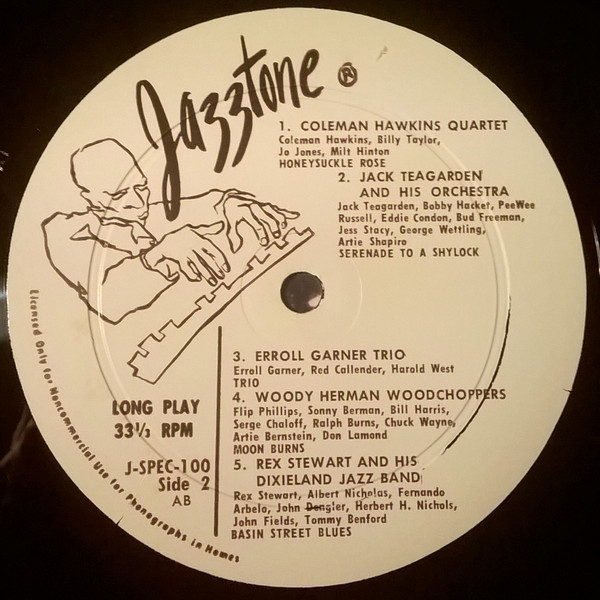 Jazztone ®
1. COLEMAN HAWKINS QUARTET
Coleman Hawkins, Billy Taylor,
Jo Jones, Milt Hinton
HONEYSUCKLE ROSE
2. JACK TEAGARDEN
AND HIS ORCHESTRA
Jack Teagarden, Bobby Hacket, PeeWee
Russell, Eddie Condon, Bud Freeman,
Jess Stacy, George Wettling,
Artie Shapiro
SERENADE TO A SHYLOCK
3. ERROLL GARNER TRIO
Erroll Garner, Red Callender, Harold West
TRIO
4. WOODY HERMAN WOODCHOPPERS
Flip Phillips, Sonny Berman, Bill Harris,
Serge Chaloff, Ralph Burns, Chuck Wayne,
Artie Bernstein, Don Lamond
MOON BURNS
5. REX STEWART AND HIS
DIXIELAND JAZZ BAND
Rex Stewart, Albert Nicholas, Fernando
Arbelo, John Dengler, Herbert H. Nichols,
John Fields, Tommy Benford
BASIN STREET BLUES
LONG PLAY
33⅓ RPM
J-SPEC-100
Side 2
AB
Licensed Only for Noncommercial Use for Phonographs in Homes